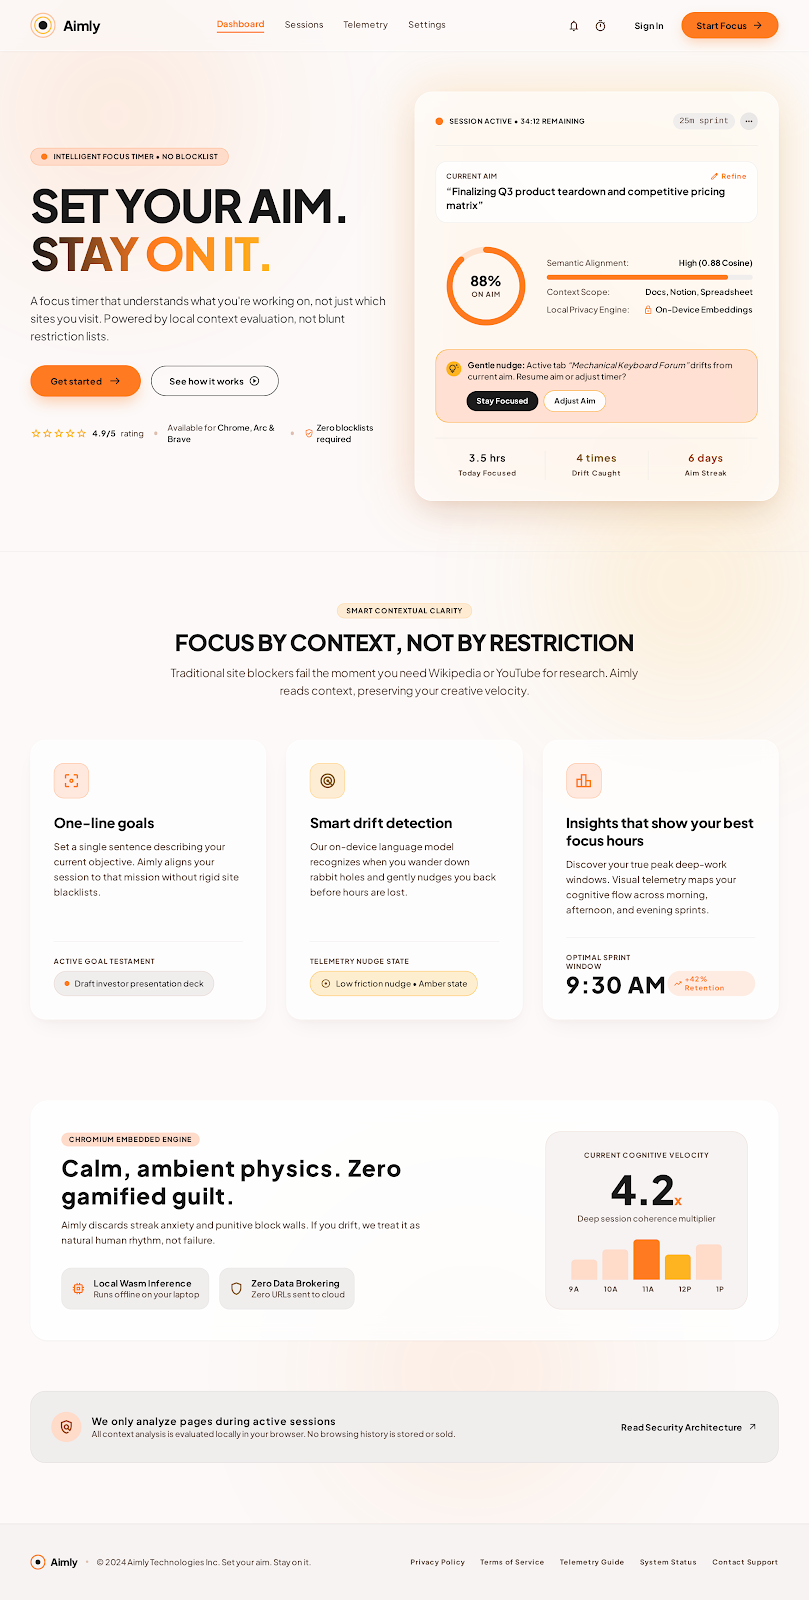 Aimly
Dashboard
Sessions
Telemetry
Settings
Sign In
Start Focus
INTELLIGENT FOCUS TIMER • NO BLOCKLIST
SET YOUR AIM.
STAY ON IT.
A focus timer that understands what you're working on, not just which
sites you visit. Powered by local context evaluation, not blunt
restriction lists.
Get started
See how it works
4.9/5 rating
Available for Chrome, Arc &
Brave
Zero blocklists
required
SESSION ACTIVE • 34:12 REMAINING
25m sprint
CURRENT AIM
Refine
“Finalizing Q3 product teardown and competitive pricing
matrix”
88%
ON AIM
Semantic Alignment:
High (0.88 Cosine)
Context Scope:
Docs, Notion, Spreadsheet
Local Privacy Engine:
On-Device Embeddings
Gentle nudge: Active tab “Mechanical Keyboard Forum” drifts from
current aim. Resume aim or adjust timer?
Stay Focused
Adjust Aim
3.5 hrs
Today Focused
4 times
Drift Caught
6 days
Aim Streak
SMART CONTEXTUAL CLARITY
FOCUS BY CONTEXT, NOT BY RESTRICTION
Traditional site blockers fail the moment you need Wikipedia or YouTube for research. Aimly
reads context, preserving your creative velocity.
One-line goals
Set a single sentence describing your
current objective. Aimly aligns your
session to that mission without rigid site
blacklists.
ACTIVE GOAL TESTAMENT
Draft investor presentation deck
Smart drift detection
Our on-device language model
recognizes when you wander down
rabbit holes and gently nudges you back
before hours are lost.
TELEMETRY NUDGE STATE
Low friction nudge • Amber state
Insights that show your best
focus hours
Discover your true peak deep-work
windows. Visual telemetry maps your
cognitive flow across morning,
afternoon, and evening sprints.
OPTIMAL SPRINT
WINDOW
9:30 AM
+42%
Retention
CHROMIUM EMBEDDED ENGINE
Calm, ambient physics. Zero
gamified guilt.
Aimly discards streak anxiety and punitive block walls. If you drift, we treat it as
natural human rhythm, not failure.
Local Wasm Inference
Runs offline on your laptop
Zero Data Brokering
Zero URLs sent to cloud
CURRENT COGNITIVE VELOCITY
4.2x
Deep session coherence multiplier
9A
10A
11A
12P
1P
We only analyze pages during active sessions
All context analysis is evaluated locally in your browser. No browsing history is stored or sold.
Read Security Architecture
Aimly
© 2024 Aimly Technologies Inc. Set your aim. Stay on it.
Privacy Policy
Terms of Service
Telemetry Guide
System Status
Contact Support